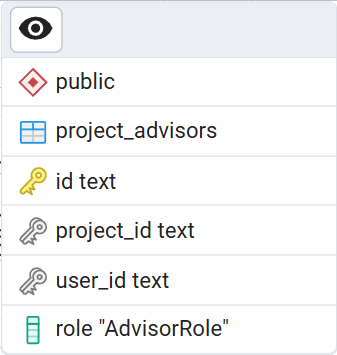 public
project_advisors
id text
project_id text
user_id text
role "AdvisorRole"